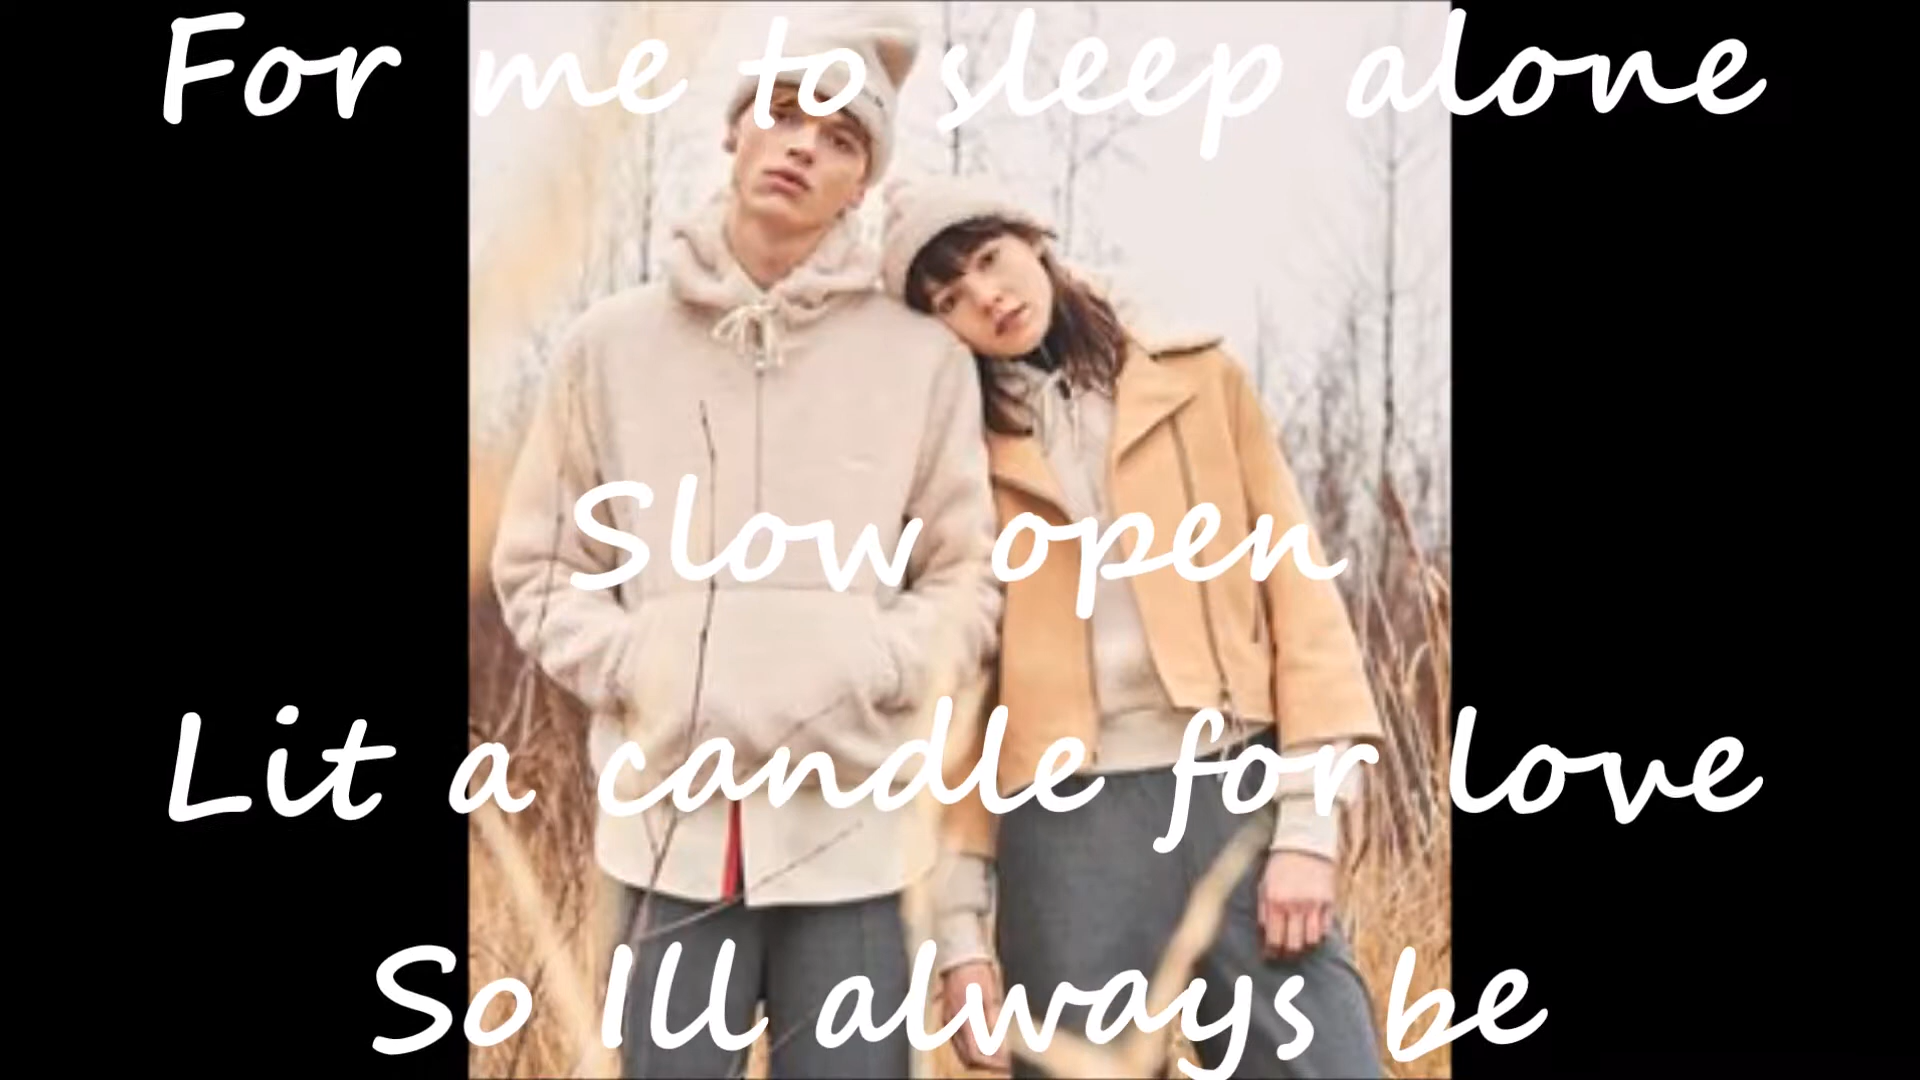 For me to sleep alone
Slow open
Lit a candle for love
So Ill always be